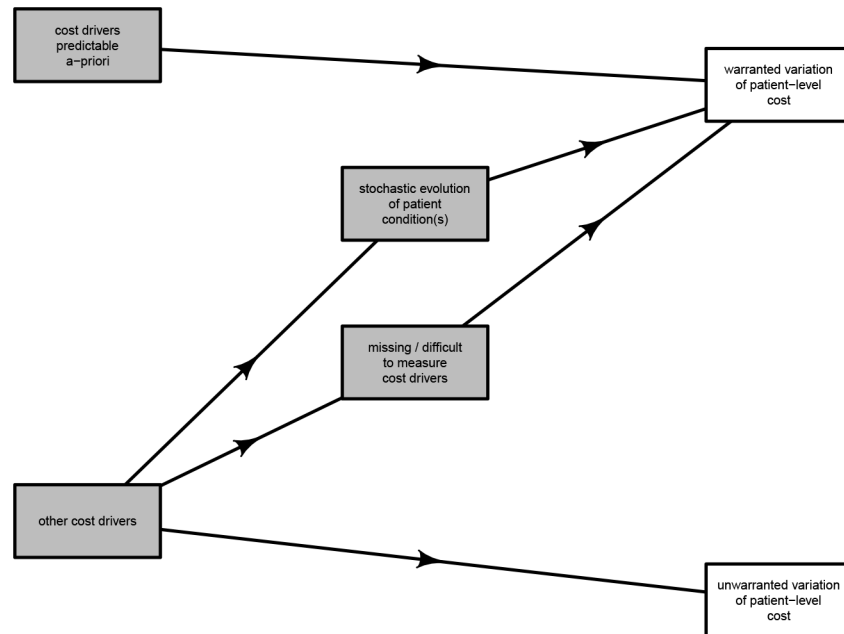 cost drivers
predictable
a−priori
warranted variation
of patient−level
cost
stochastic evolution
of patient
condition(s)
missing / difficult
to measure
cost drivers
other cost drivers
unwarranted variation
of patient−level
cost